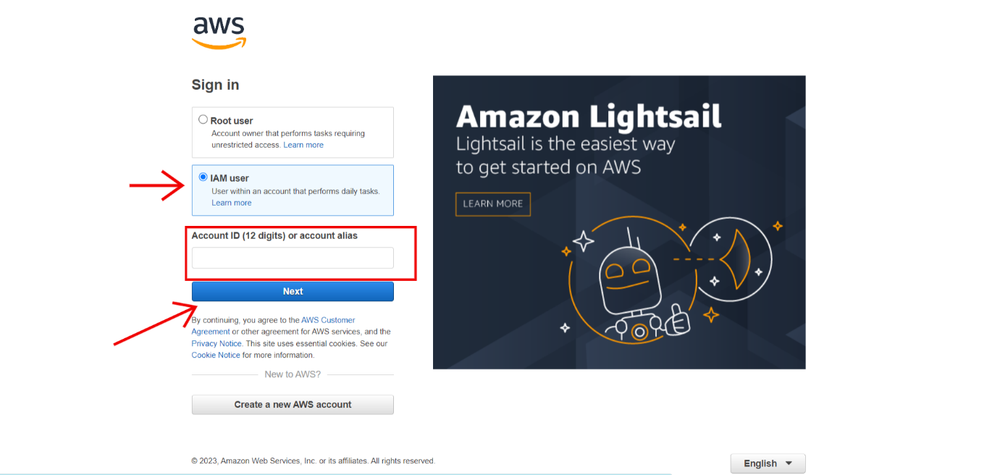 aws
Sign in
Root user
Account owner that performs tasks requiring
unrestricted access. Learn more
IAM user
User within an account that performs daily tasks.
Learn more
Account ID (12 digits) or account alias
Next
By continuing, you agree to the AWS Customer
Agreement or other agreement for AWS services, and the
Privacy Notice. This site uses essential cookies. See our
Cookie Notice for more information.
New to AWS?
Create a new AWS account
Amazon Lightsail
Lightsail is the easiest way
to get started on AWS
LEARN MORE
© 2023, Amazon Web Services, Inc. or its affiliates. All rights reserved.
English